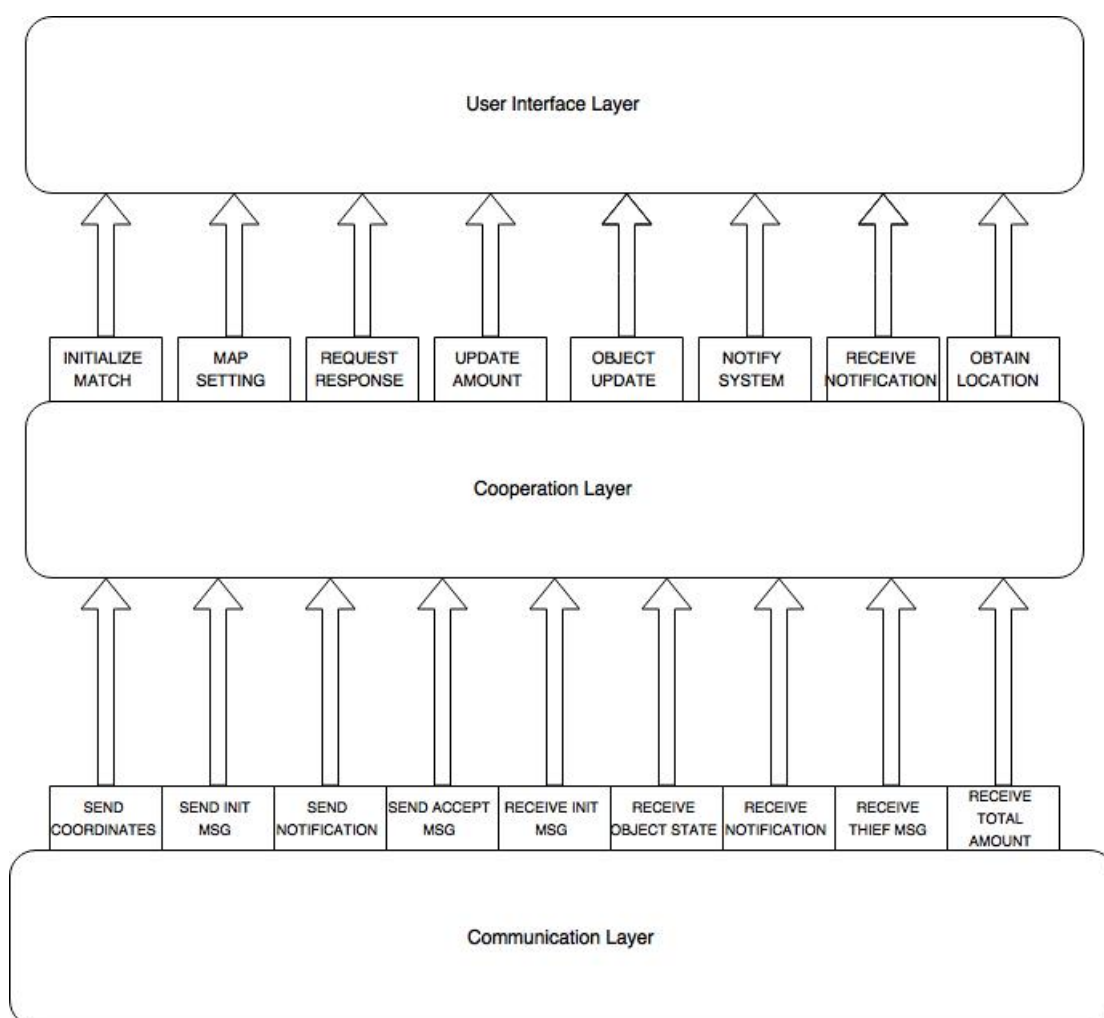 User Interface Layer
INITIALIZE
MATCH
MAP
SETTING
REQUEST
RESPONSE
UPDATE
AMOUNT
OBJECT
UPDATE
NOTIFY
SYSTEM
RECEIVE
NOTIFICATION
OBTAIN
LOCATION
Cooperation Layer
SEND
COORDINATES
SEND INIT
MSG
SEND
NOTIFICATION
SEND ACCEPT
MSG
RECEIVE INIT
MSG
RECEIVE
OBJECT STATE
RECEIVE
NOTIFICATION
RECEIVE
THIEF MSG
RECEIVE
TOTAL
AMOUNT
Communication Layer